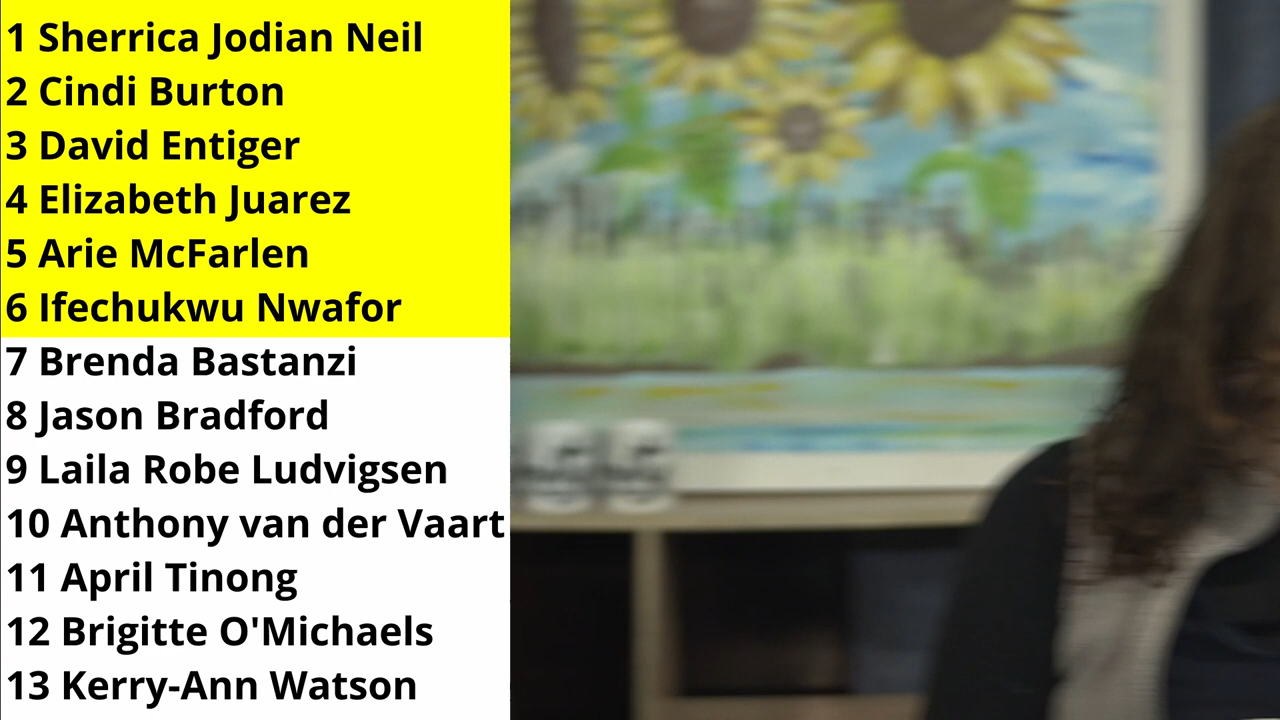 1 Sherrica Jodian Neil
2 Cindi Burton
3 David Entiger
4 Elizabeth Juarez
5 Arie McFarlen
6 Ifechukwu Nwafor
7 Brenda Bastanzi
8 Jason Bradford
9 Laila Robe Ludvigsen
10 Anthony van der Vaart
11 April Tinong
12 Brigitte O'Michaels
13 Kerry-Ann Watson